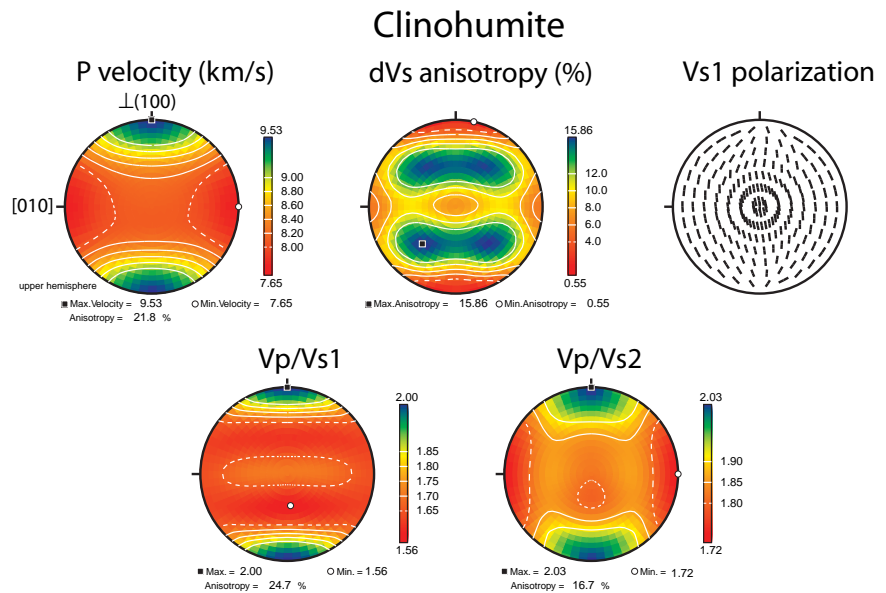 Clinohumite
P velocity (km/s)
dVs anisotropy (%)
Vs1 polarization
⊥(100)
[010]
9.53
9.00
8.80
8.60
8.40
8.20
8.00
7.65
upper hemisphere
Max.Velocity = 9.53
Min.Velocity = 7.65
Anisotropy = 21.8 %
15.86
12.0
10.0
8.0
6.0
4.0
0.55
Max.Anisotropy = 15.86
Min.Anisotropy = 0.55
Vp/Vs1
Vp/Vs2
2.00
1.85
1.80
1.75
1.70
1.65
1.56
Max. = 2.00
Min. = 1.56
Anisotropy = 24.7 %
2.03
1.90
1.85
1.80
1.72
Max. = 2.03
Min. = 1.72
Anisotropy = 16.7 %